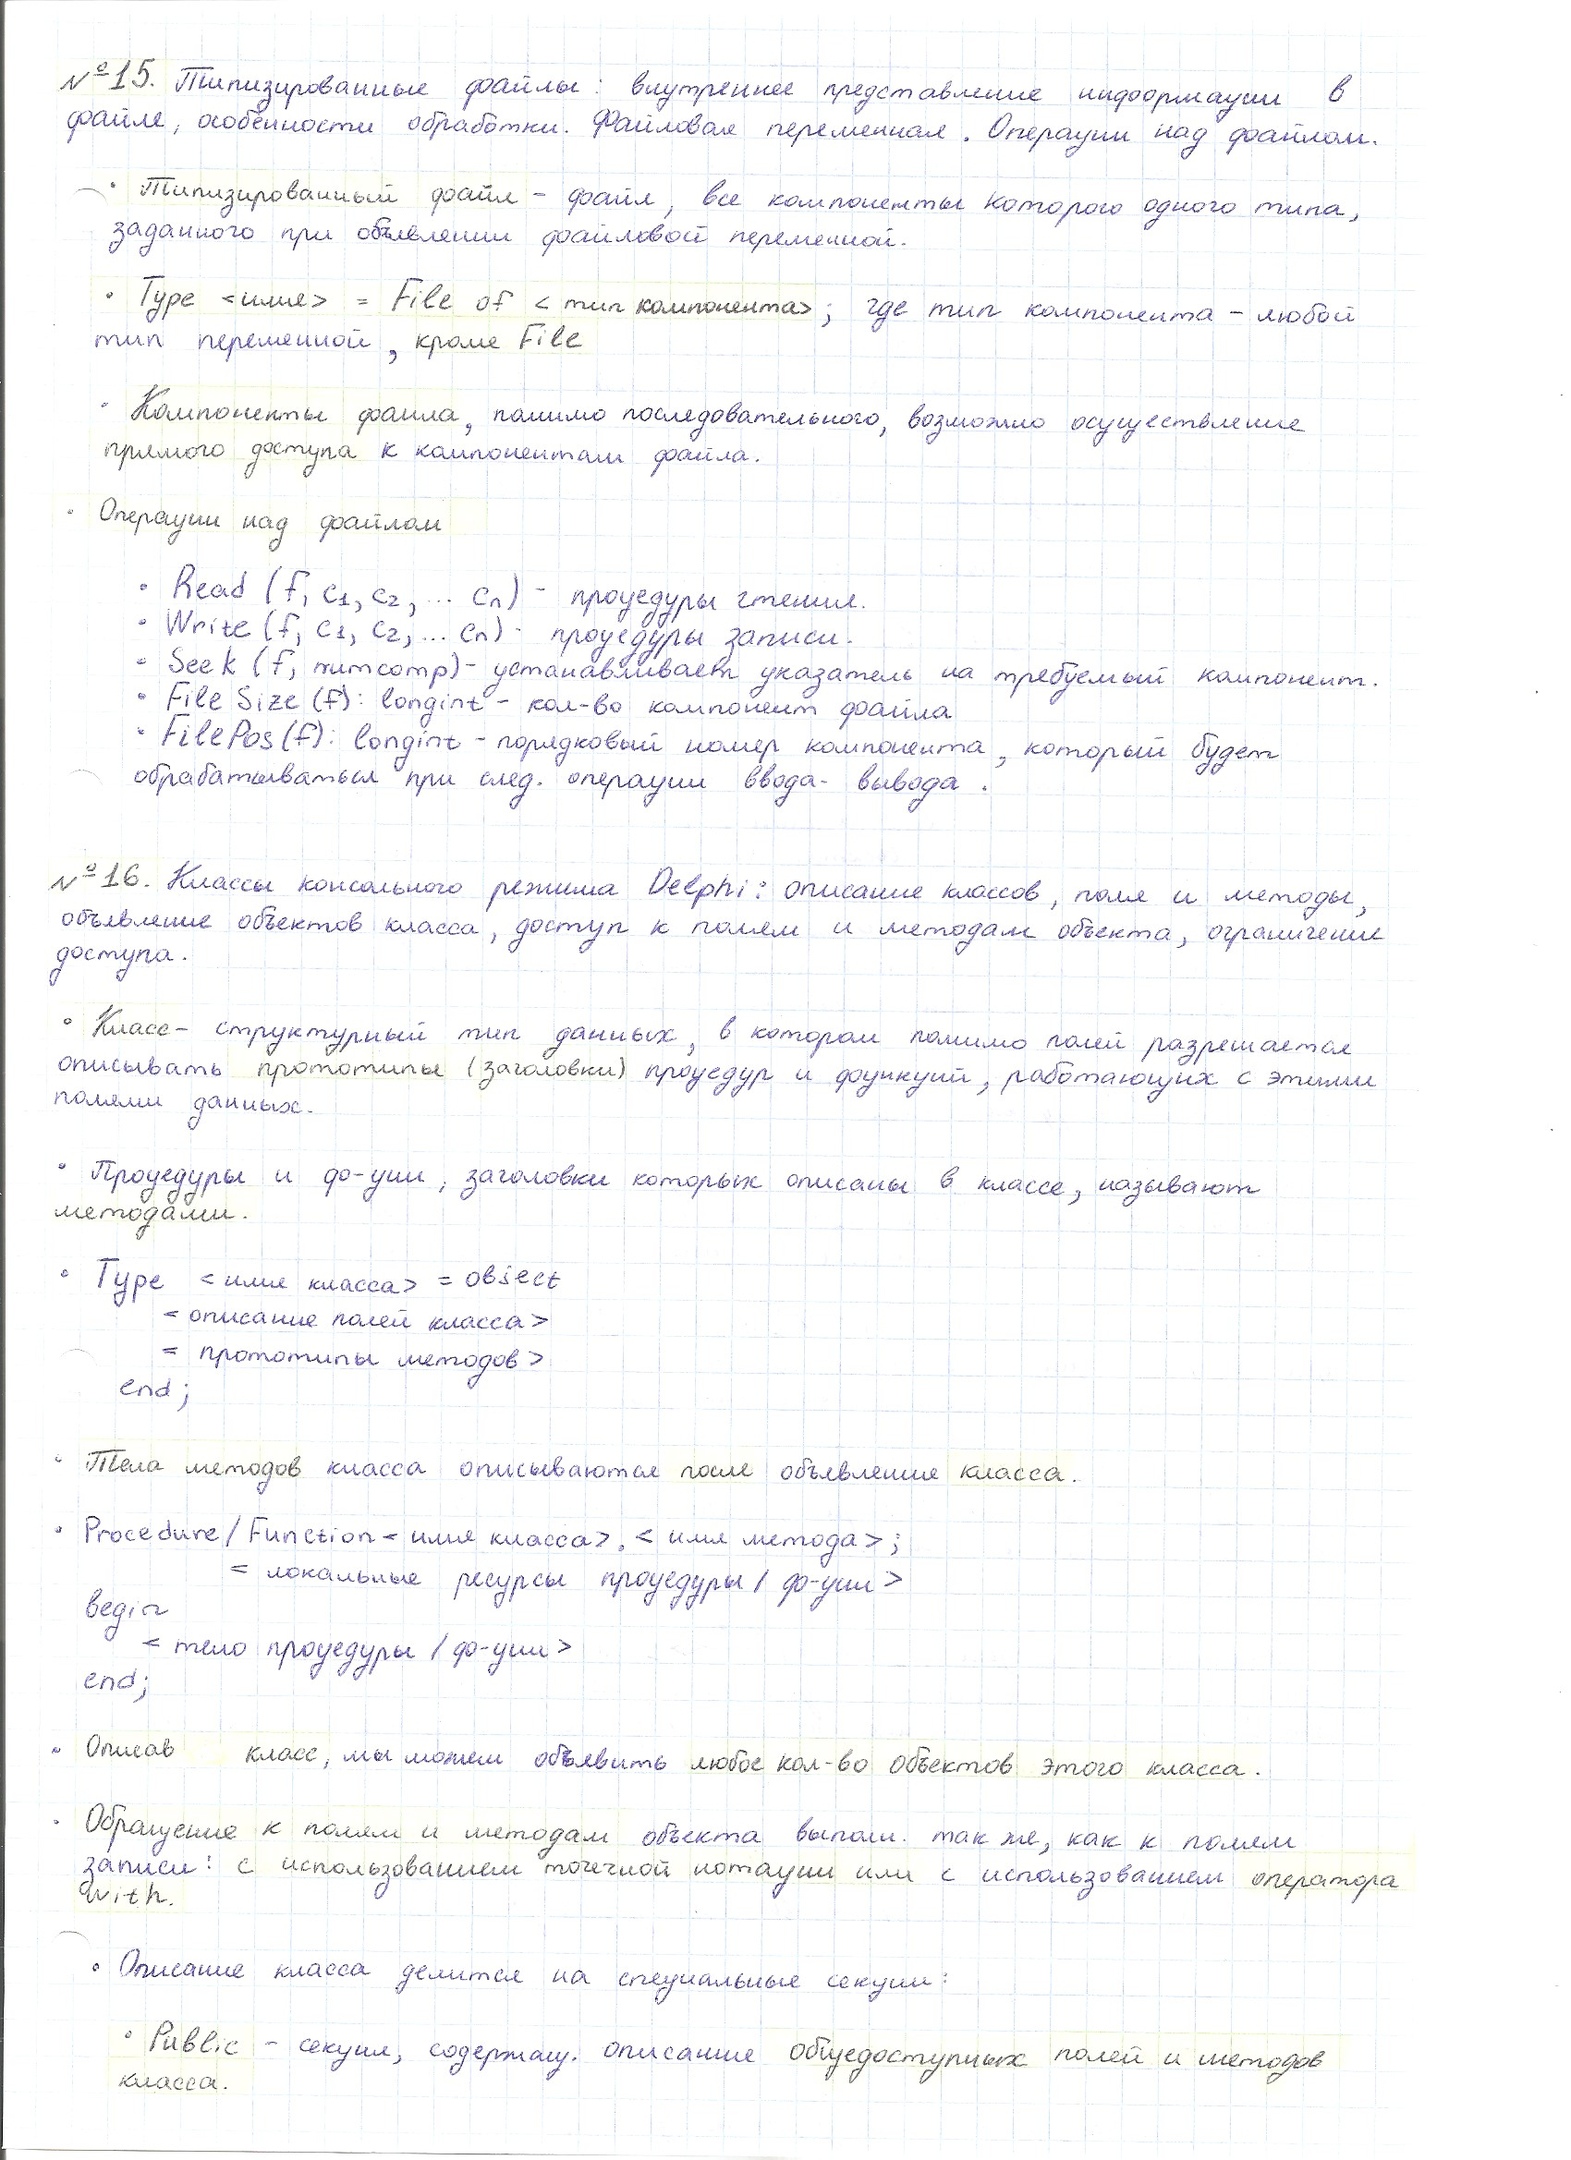 №15. Типизированные файлы: внутреннее представление информации в
файле, особенности обработки. Файловая переменная. Операции над файлом.
• Типизированный файл – файл, все компоненты которого одного типа,
заданного при объявлении файловой переменной.
• Type <имя> = File of <тип компонента>; где тип компонента – любой
тип переменной, кроме File
• Компоненты файла, помимо последовательного, возможно осуществление
прямого доступа к компонентам файла.
• Операции над файлом
• Read (f, c1, c2, ... cn) – процедуры чтения.
• Write (f, c1, c2, ... cn) – процедуры записи.
• Seek (f, numcomp) – устанавливает указатель на требуемый компонент.
• File Size (f): longint – кол-во компонент файла
• FilePos (f): longint – порядковый номер компонента, который будет
обрабатываться при след. операции ввода-вывода.
№16. Классы консольного режима Delphi: описание классов, поля и методы,
объявление объектов класса, доступ к полям и методам объекта, ограничение
доступа.
• Класс – структурный тип данных, в котором помимо полей разрешается
описывать прототипы (заголовки) процедур и функций, работающих с этими
полями данных.
• Процедуры и ф-ции, заголовки которых описаны в классе, называют
методами.
• Type <имя класса> = object
<описание полей класса>
= прототипы методов>
end;
• Тела методов класса описываются после объявление класса.
• Procedure/Function <имя класса>.<имя метода>;
= локальные ресурсы процедуры/ф-ции>
begin
<тело процедуры/ф-ции>
end;
• Описав класс, мы можем объявить любое кол-во объектов этого класса.
• Обращение к полям и методам объекта выполн. так же, как к полям
записи: с использованием точечной нотации или с использованием оператора
with.
• Описание класса делится на специальные секции:
• Public – секция, содержащ. описание общедоступных полей и методов
класса.